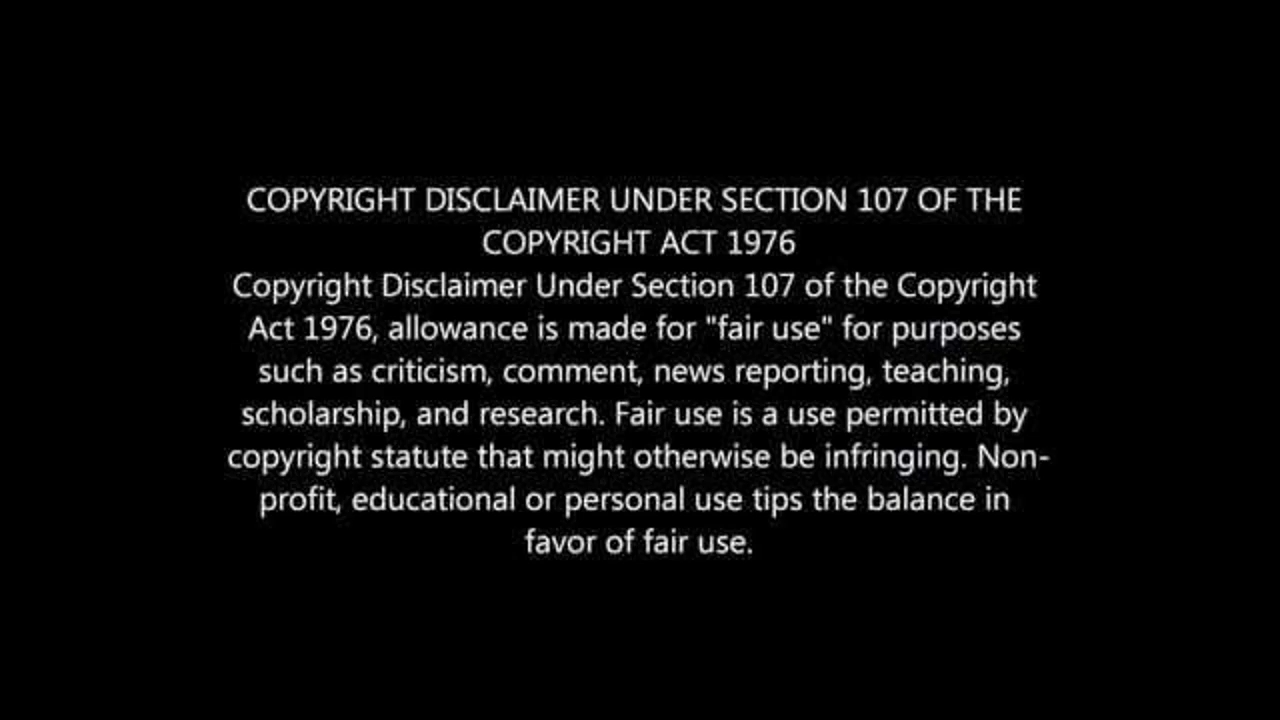 COPYRIGHT DISCLAIMER UNDER SECTION 107 OF THE
COPYRIGHT ACT 1976
Copyright Disclaimer Under Section 107 of the Copyright
Act 1976, allowance is made for "fair use" for purposes
such as criticism, comment, news reporting, teaching,
scholarship, and research. Fair use is a use permitted by
copyright statute that might otherwise be infringing. Non-
profit, educational or personal use tips the balance in
favor of fair use.